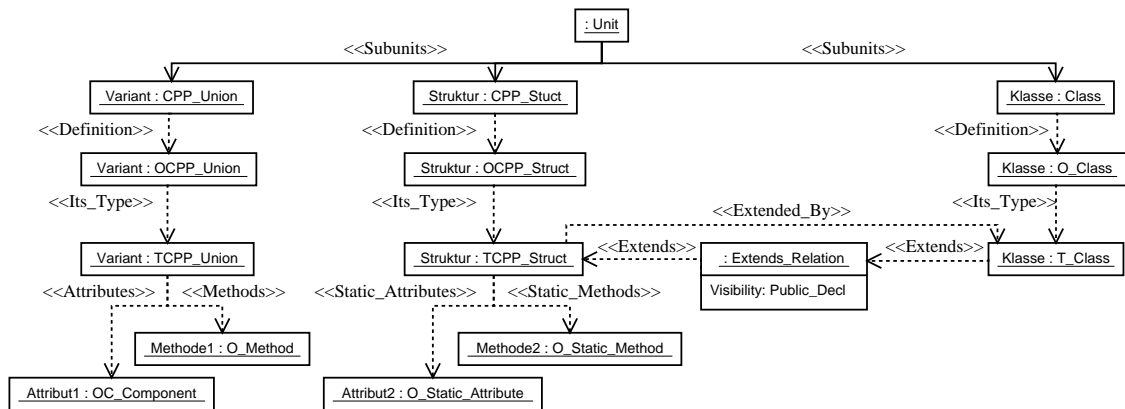 : Unit
<<Subunits>> <<Subunits>> <<Subunits>>
Variant : CPP_Union Struktur : CPP_Stuct Klasse : Class
<<Definition>> <<Definition>> <<Definition>>
Variant : OCPP_Union Struktur : OCPP_Struct Klasse : O_Class
<<Its_Type>> <<Its_Type>> <<Its_Type>>
<<Extended_By>>
<<Extends>> <<Extends>>
Variant : TCPP_Union Struktur : TCPP_Struct : Extends_Relation Klasse : T_Class
Visibility: Public_Decl
<<Attributes>> <<Methods>> <<Static_Attributes>> <<Static_Methods>>
Methode1 : O_Method Methode2 : O_Static_Method
Attribut1 : OC_Component Attribut2 : O_Static_Attribute